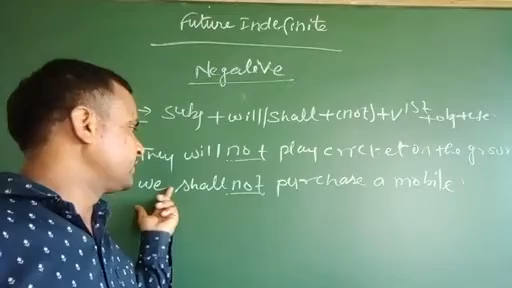 Future Indefinite
Negative
→ Subj + will/shall + (not) + V1st + obj + etc.
They will not play cricket on the groun
we shall not purchase a mobile.